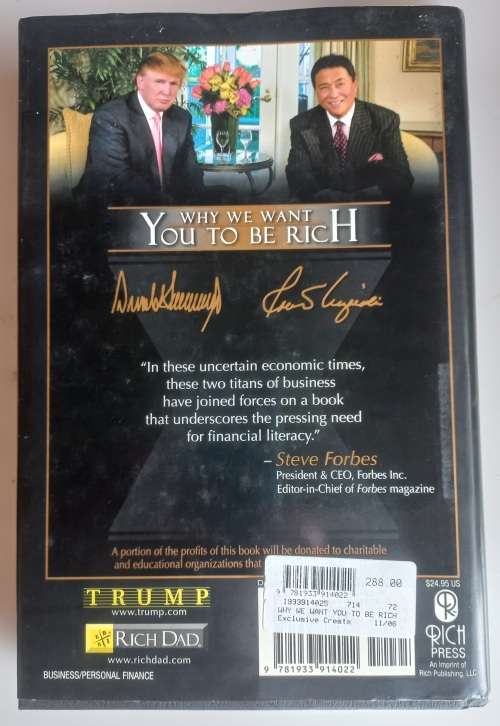 WHY WE WANT
YOU TO BE RICH
"In these uncertain economic times,
these two titans of business
have joined forces on a book
that underscores the pressing need
for financial literacy."
– Steve Forbes
President & CEO, Forbes Inc.
Editor-in-Chief of Forbes magazine
A portion of the profits of this book will be donated to charitable
and educational organizations that
TRUMP
www.trump.com
RICH DAD.
www.richdad.com
BUSINESS/PERSONAL FINANCE
9 781933 914022
288.00
1933914025 714 72
WHY WE WANT YOU TO BE RICH
Exclusive Creats 11/06
9 781933 914022
$24.95 US
RICH
PRESS
An Imprint of
Rich Publishing, LLC